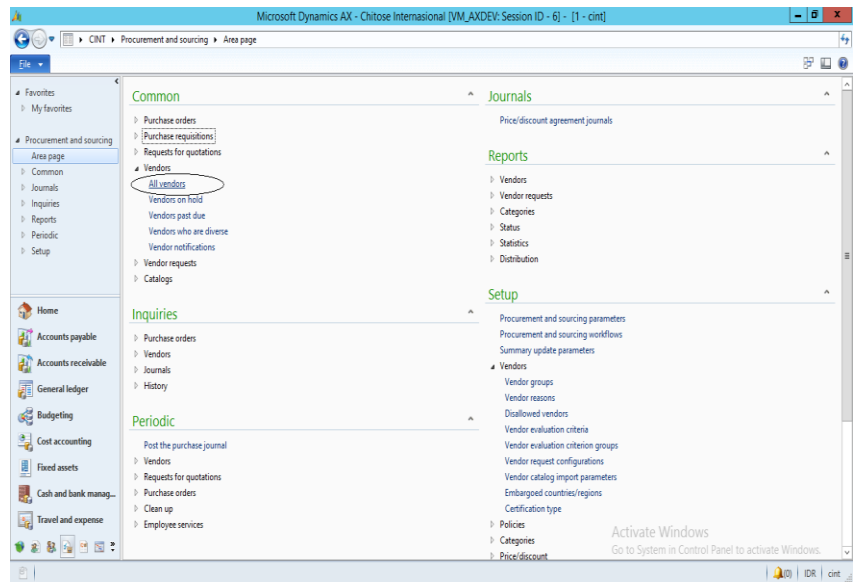 Microsoft Dynamics AX - Chitose Internasional [VM_AXDEV: Session ID - 6] - [1 - cint]
CINT Procurement and sourcing Area page
File
Favorites
My favorites
Procurement and sourcing
Area page
Common
Journals
Inquiries
Reports
Periodic
Setup
Home
Accounts payable
Accounts receivable
General ledger
Budgeting
Cost accounting
Fixed assets
Cash and bank manag...
Travel and expense
Common
Purchase orders
Purchase requisitions
Requests for quotations
Vendors
All vendors
Vendors on hold
Vendors past due
Vendors who are diverse
Vendor notifications
Vendor requests
Catalogs
Inquiries
Purchase orders
Vendors
Journals
History
Periodic
Post the purchase journal
Vendors
Requests for quotations
Purchase orders
Clean up
Employee services
Journals
Price/discount agreement journals
Reports
Vendors
Vendor requests
Categories
Status
Statistics
Distribution
Setup
Procurement and sourcing parameters
Procurement and sourcing workflows
Summary update parameters
Vendors
Vendor groups
Vendor reasons
Disallowed vendors
Vendor evaluation criteria
Vendor evaluation criterion groups
Vendor request configurations
Vendor catalog import parameters
Embargoed countries/regions
Certification type
Policies
Categories
Price/discount
Activate Windows
Go to System in Control Panel to activate Windows.
(0) IDR cint